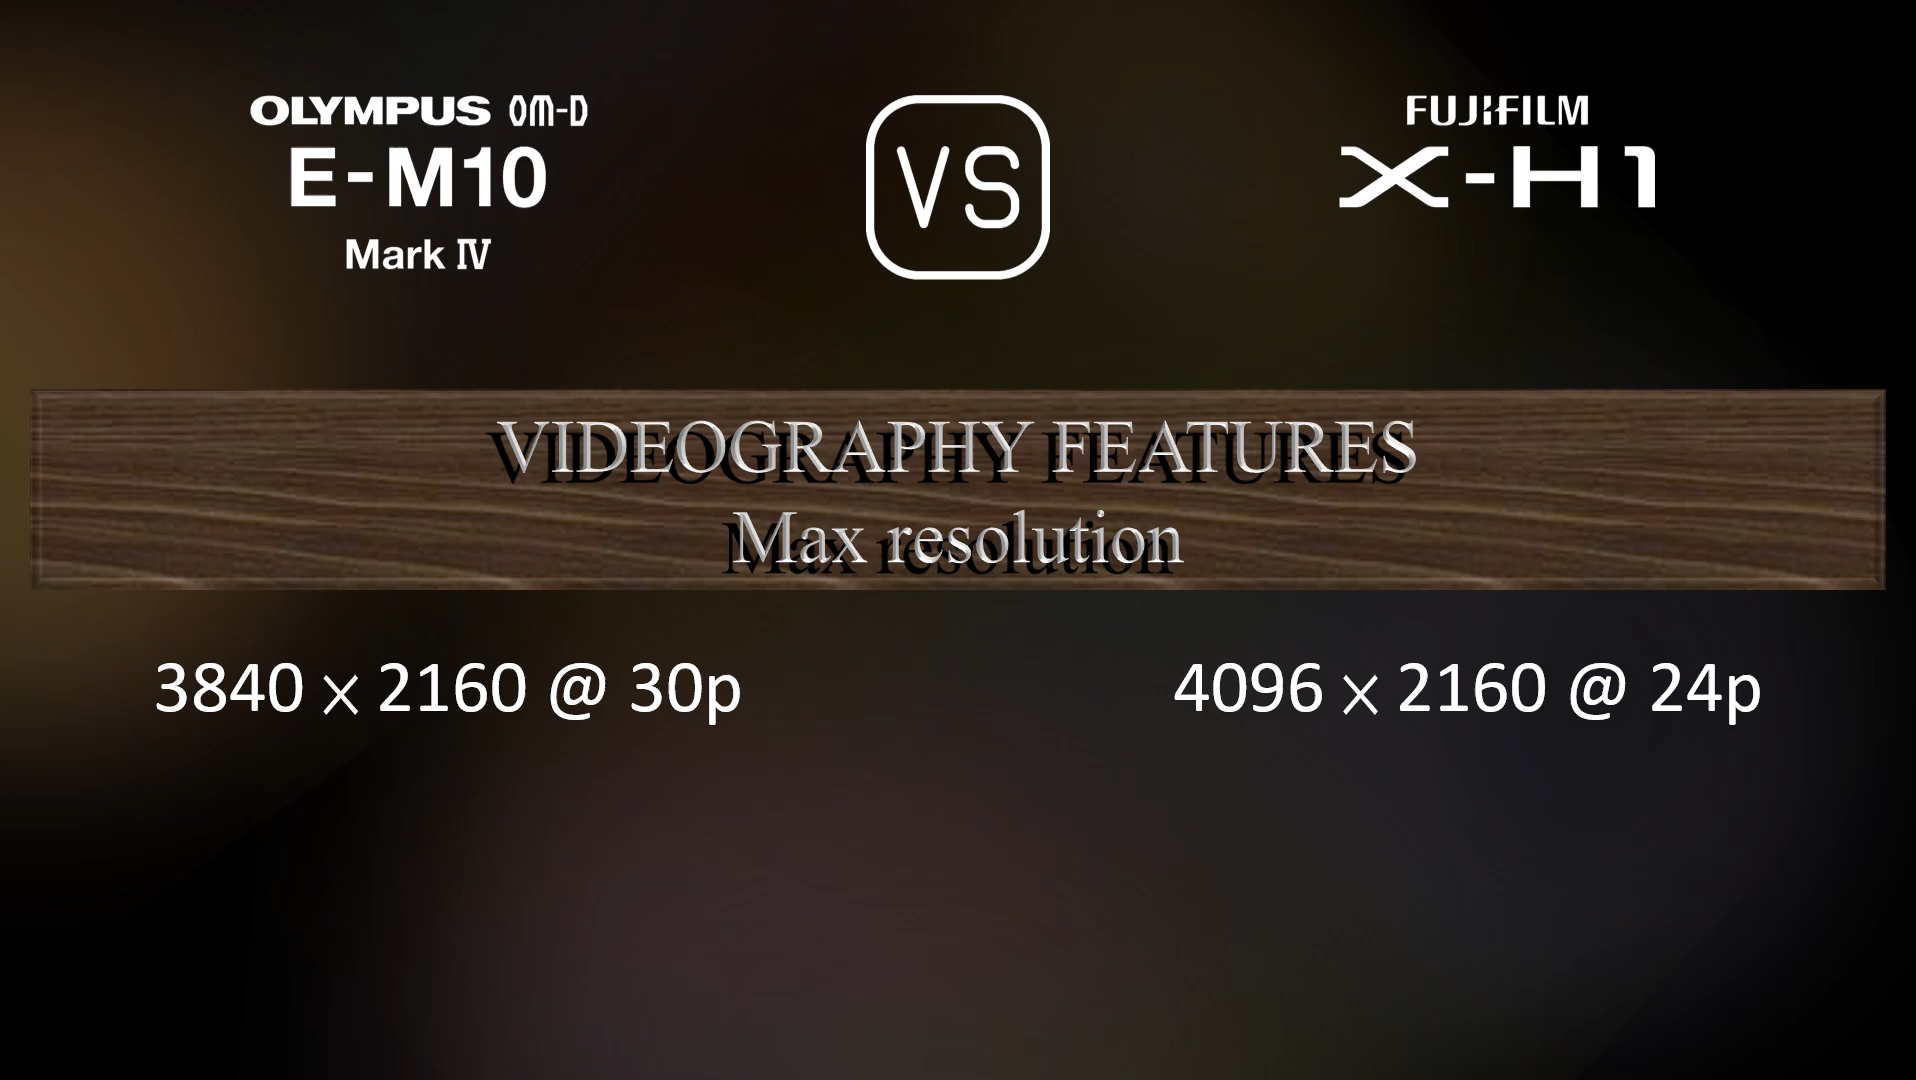 OLYMPUS OM-D
E-M10
Mark IV
VS
FUJIFILM
X-H1
VIDEOGRAPHY FEATURES
Max resolution
3840 x 2160 @ 30p
4096 x 2160 @ 24p